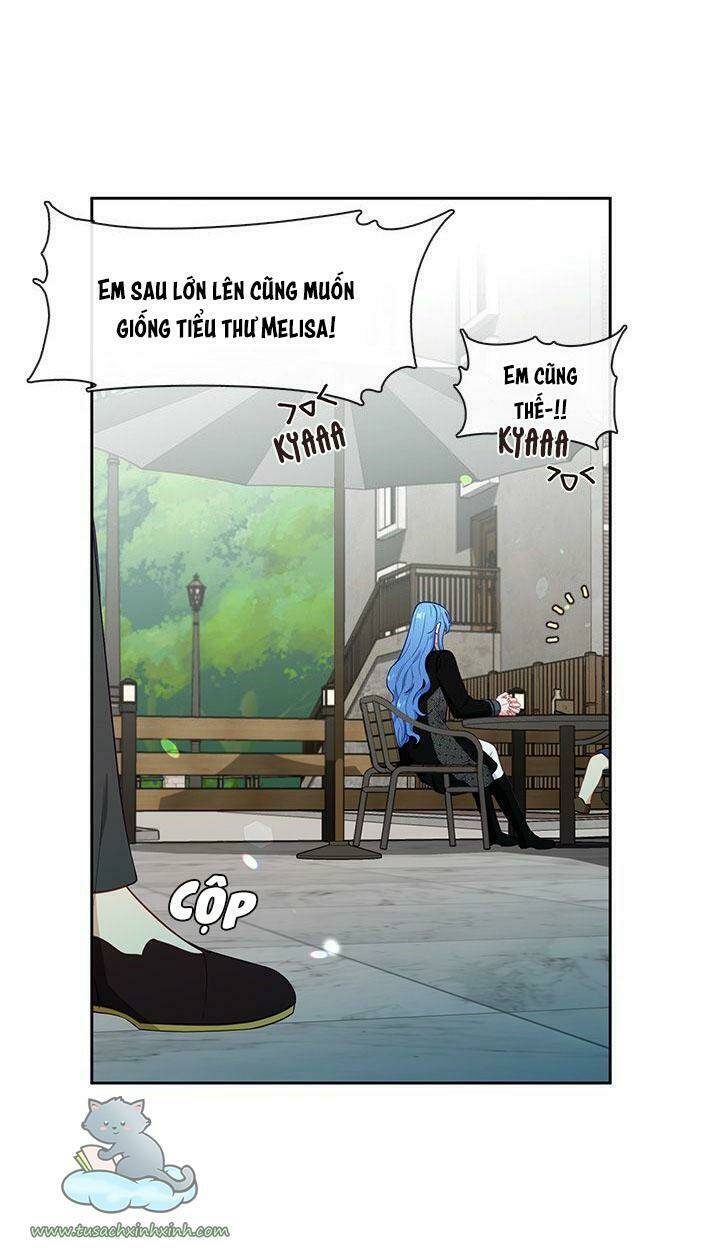 EM SAU LỚN LÊN CŨNG MUỐN
GIỐNG TIỂU THƯ MELISA!
EM CŨNG
THẾ-!!
KYAAA
KYAAA
CỘP
www.tusachxinhxinh.com